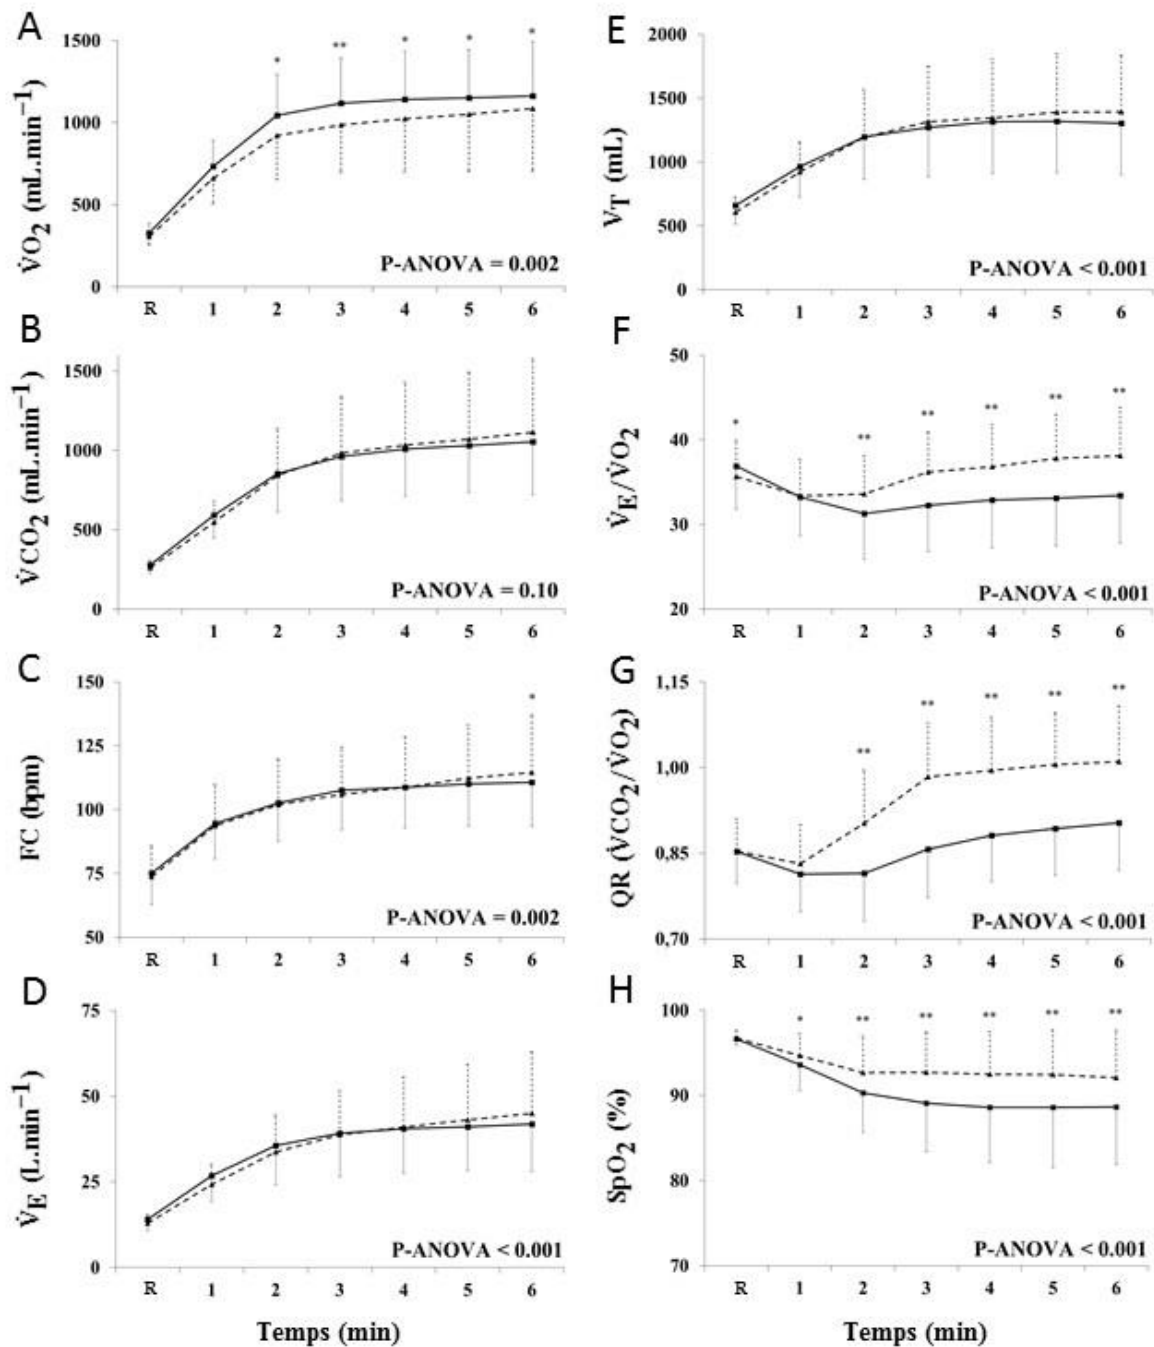 A
V̇O2 (mL.min−1)
1500
1000
500
0
* ** * * *
P-ANOVA = 0.002
R 1 2 3 4 5 6
B
V̇CO2 (mL.min−1)
1500
1000
500
0
P-ANOVA = 0.10
R 1 2 3 4 5 6
C
FC (bpm)
150
125
100
75
50
*
P-ANOVA = 0.002
R 1 2 3 4 5 6
D
V̇E (L.min−1)
75
50
25
0
P-ANOVA < 0.001
R 1 2 3 4 5 6
Temps (min)
E
VT (mL)
2000
1500
1000
500
0
P-ANOVA < 0.001
R 1 2 3 4 5 6
F
V̇E/V̇O2
50
40
30
20
* ** ** ** ** **
P-ANOVA < 0.001
R 1 2 3 4 5 6
G
QR (V̇CO2/V̇O2)
1,15
1,00
0,85
0,70
** ** ** ** **
P-ANOVA < 0.001
R 1 2 3 4 5 6
H
SpO2 (%)
100
90
80
70
* ** ** ** ** **
P-ANOVA < 0.001
R 1 2 3 4 5 6
Temps (min)